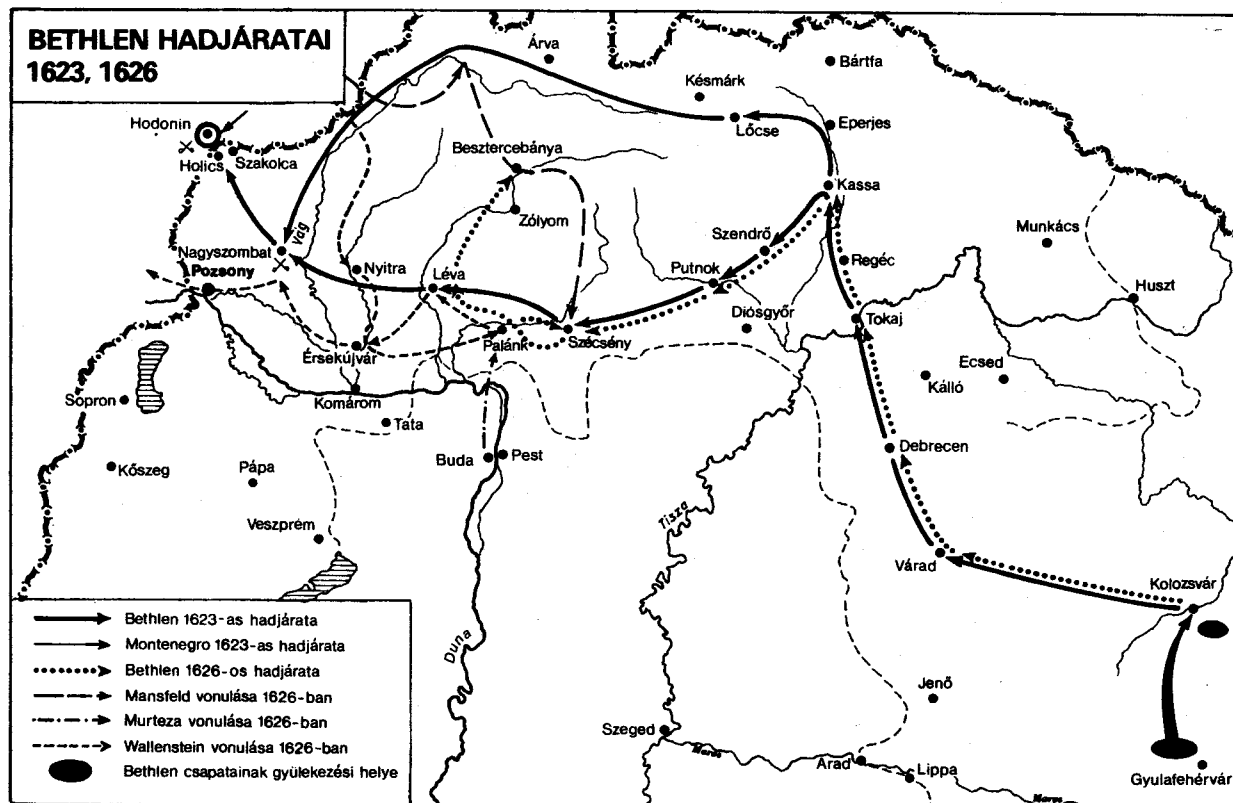 BETHLEN HADJÁRATAI
1623, 1626
Árva
Bártfa
Késmárk
Hodonin
Lőcse
Eperjes
Holics
Szakolca
Besztercebánya
Kassa
Zólyom
Munkács
Vág
Nagyszombat
Szendrő
Pozsony
Nyitra
Léva
Putnok
Regéc
Huszt
Diósgyőr
Tokaj
Érsekújvár
Palánk
Szécsény
Ecsed
Kálló
Sopron
Komárom
Tata
Debrecen
Kőszeg
Pápa
Buda
Pest
Tisza
Veszprém
Várad
Kolozsvár
Duna
Jenő
Szeged
Maros
Arad
Lippa
Maros
Gyulafehérvár
Bethlen 1623-as hadjárata
Montenegro 1623-as hadjárata
Bethlen 1626-os hadjárata
Mansfeld vonulása 1626-ban
Murteza vonulása 1626-ban
Wallenstein vonulása 1626-ban
Bethlen csapatainak gyülekezési helye